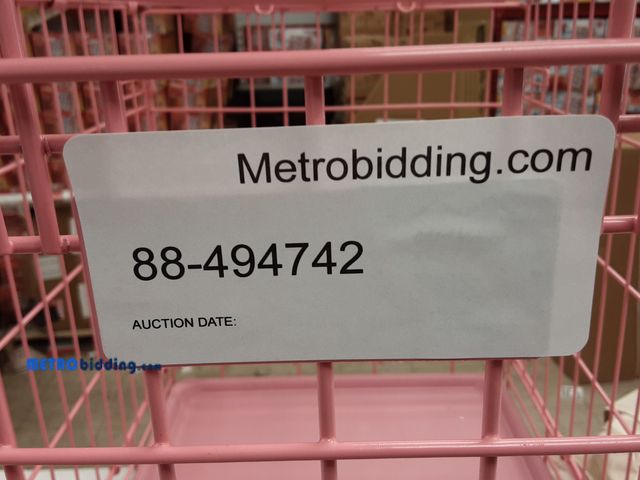 Metrobidding.com
88-494742
AUCTION DATE:
METRObidding.com